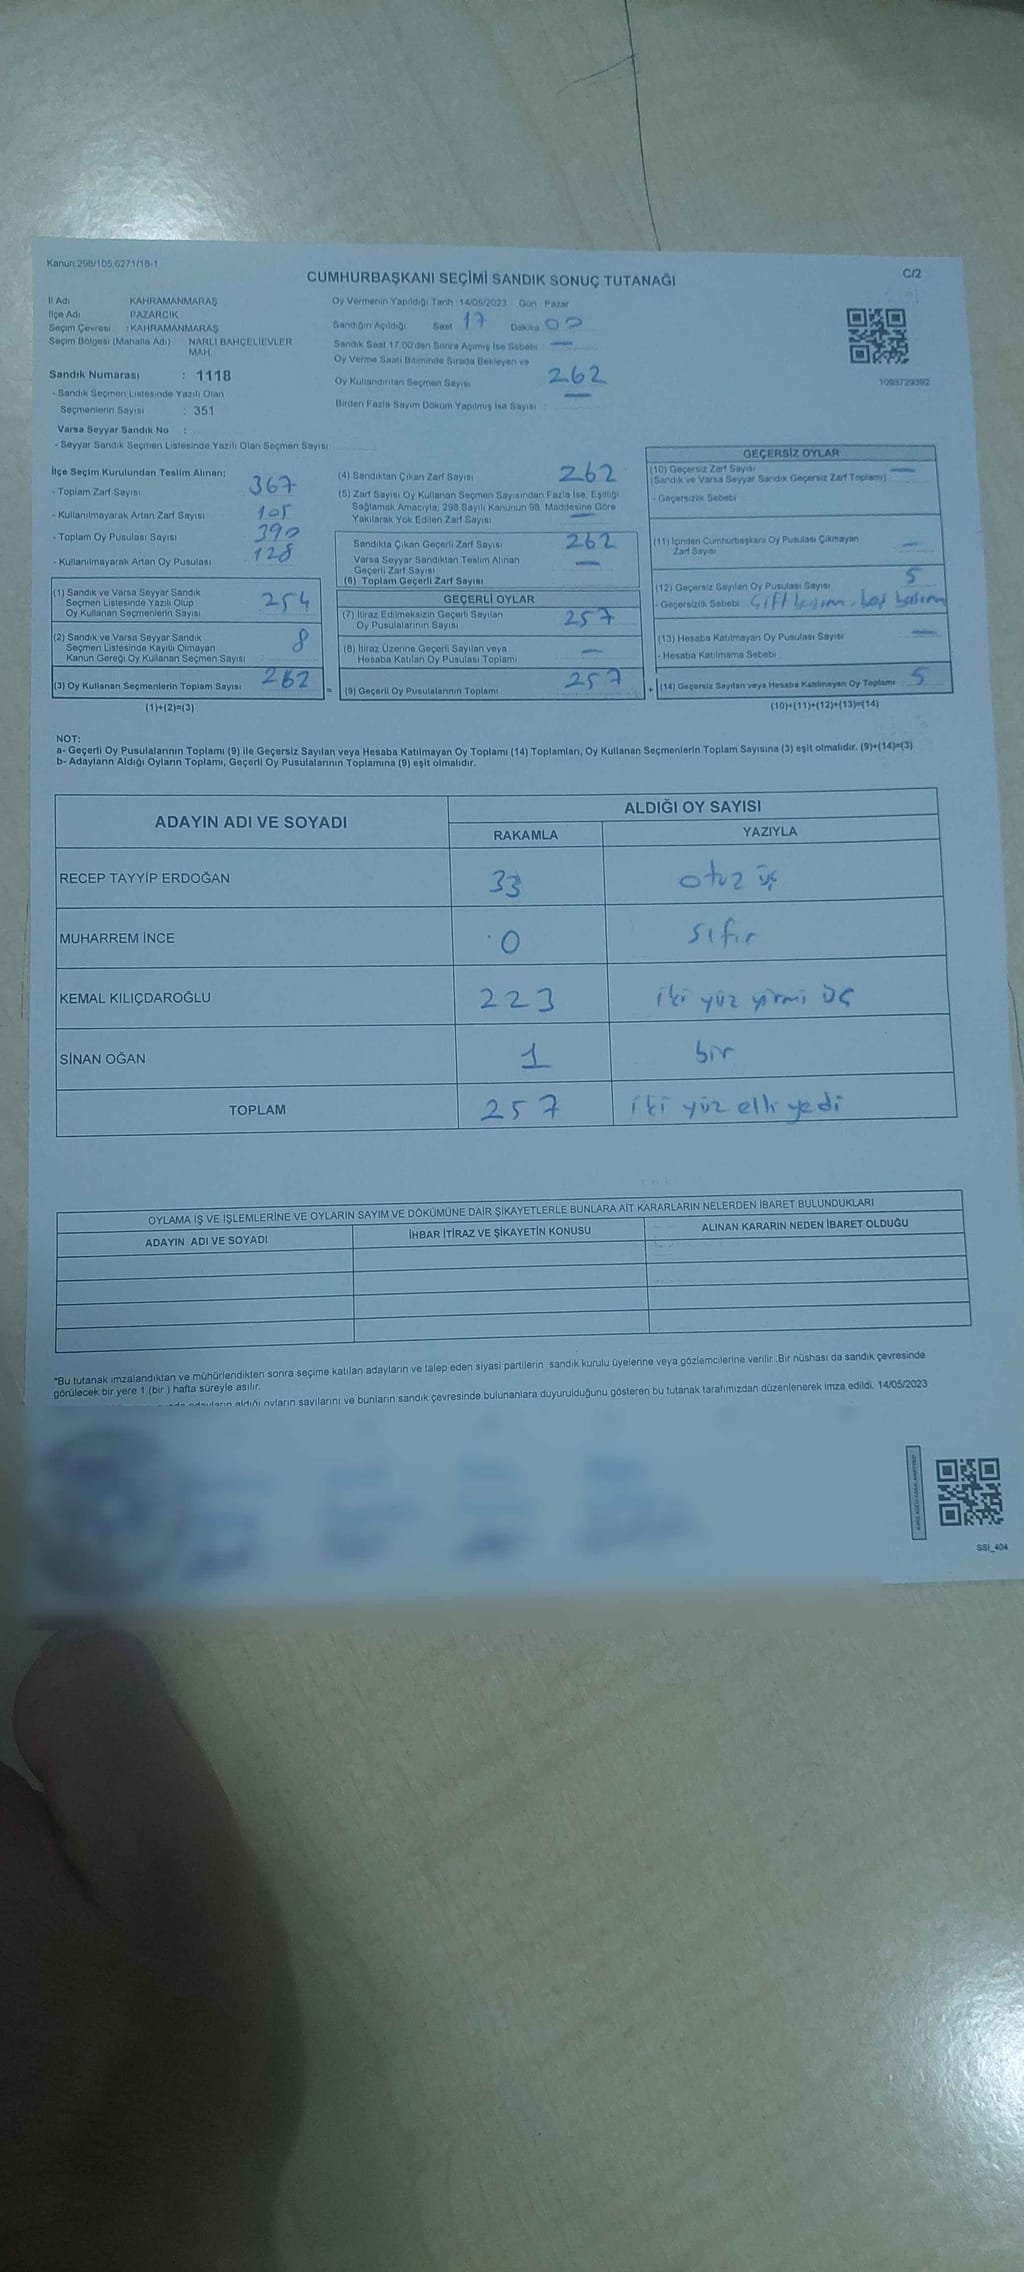 Kanun:298/105,6271/18-1
C/2
CUMHURBAŞKANI SEÇİMİ SANDIK SONUÇ TUTANAĞI
İl Adı KAHRAMANMARAŞ
İlçe Adı PAZARCIK
Seçim Çevresi : KAHRAMANMARAŞ
Seçim Bölgesi (Mahalle Adı) NARLI BAHÇELİEVLER MAH
Sandık Numarası : 1118
- Sandık Seçmen Listesinde Yazılı Olan
Seçmenlerin Sayısı : 351
Varsa Seyyar Sandık No :
- Seyyar Sandık Seçmen Listesinde Yazılı Olan Seçmen Sayısı:
Oy Vermenin Yapıldığı Tarih :14/05/2023 Gün : Pazar
Sandığın Açıldığı Saat 17 Dakika 00
Sandık Saat 17:00'den Sonra Açılmış İse Sebebi : —
Oy Verme Saati Bitiminde Sırada Bekleyen ve
Oy Kullandırılan Seçmen Sayısı 262
Birden Fazla Sayım Döküm Yapılmış İse Sayısı : —
1093729392
İlçe Seçim Kurulundan Teslim Alınan;
- Toplam Zarf Sayısı 367
- Kullanılmayarak Artan Zarf Sayısı 105
- Toplam Oy Pusulası Sayısı 390
- Kullanılmayarak Artan Oy Pusulası 128
(1) Sandık ve Varsa Seyyar Sandık
Seçmen Listesinde Yazılı Olup
Oy Kullanan Seçmenlerin Sayısı 254
(2) Sandık ve Varsa Seyyar Sandık
Seçmen Listesinde Kayıtlı Olmayan
Kanun Gereği Oy Kullanan Seçmen Sayısı 8
(3) Oy Kullanan Seçmenlerin Toplam Sayısı 262
(1)+(2)=(3)
(4) Sandıktan Çıkan Zarf Sayısı 262
(5) Zarf Sayısı Oy Kullanan Seçmen Sayısından Fazla İse, Eşitliği
Sağlamak Amacıyla; 298 Sayılı Kanunun 98. Maddesine Göre
Yakılarak Yok Edilen Zarf Sayısı —
Sandıkta Çıkan Geçerli Zarf Sayısı 262
Varsa Seyyar Sandıktan Teslim Alınan
Geçerli Zarf Sayısı —
(6) Toplam Geçerli Zarf Sayısı
GEÇERLİ OYLAR
(7) İtiraz Edilmeksizin Geçerli Sayılan
Oy Pusulalarının Sayısı 257
(8) İtiraz Üzerine Geçerli Sayılan veya
Hesaba Katılan Oy Pusulası Toplamı —
= (9) Geçerli Oy Pusulalarının Toplamı 257
GEÇERSİZ OYLAR
(10) Geçersiz Zarf Sayısı —
(Sandık ve Varsa Seyyar Sandık Geçersiz Zarf Toplamı)
- Geçersizlik Sebebi
(11) İçinden Cumhurbaşkanı Oy Pusulası Çıkmayan
Zarf Sayısı —
(12) Geçersiz Sayılan Oy Pusulası Sayısı 5
- Geçersizlik Sebebi Çift basım, boş basım
(13) Hesaba Katılmayan Oy Pusulası Sayısı —
- Hesaba Katılmama Sebebi
+ (14) Geçersiz Sayılan veya Hesaba Katılmayan Oy Toplamı 5
(10)+(11)+(12)+(13)=(14)
NOT:
a- Geçerli Oy Pusulalarının Toplamı (9) ile Geçersiz Sayılan veya Hesaba Katılmayan Oy Toplamı (14) Toplamları, Oy Kullanan Seçmenlerin Toplam Sayısına (3) eşit olmalıdır. (9)+(14)=(3)
b- Adayların Aldığı Oyların Toplamı, Geçerli Oy Pusulalarının Toplamına (9) eşit olmalıdır.
ADAYIN ADI VE SOYADI ALDIĞI OY SAYISI
RAKAMLA YAZIYLA
RECEP TAYYİP ERDOĞAN 33 otuz üç
MUHARREM İNCE 0 sıfır
KEMAL KILIÇDAROĞLU 223 iki yüz yirmi üç
SİNAN OĞAN 1 bir
TOPLAM 257 iki yüz elli yedi
OYLAMA İŞ VE İŞLEMLERİNE VE OYLARIN SAYIM VE DÖKÜMÜNE DAİR ŞİKAYETLERLE BUNLARA AİT KARARLARIN NELERDEN İBARET BULUNDUKLARI
ADAYIN ADI VE SOYADI İHBAR İTİRAZ VE ŞİKAYETİN KONUSU ALINAN KARARIN NEDEN İBARET OLDUĞU
*Bu tutanak imzalandıktan ve mühürlendikten sonra seçime katılan adayların ve talep eden siyasi partilerin sandık kurulu üyelerine veya gözlemcilerine verilir .Bir nüshası da sandık çevresinde
görülecek bir yere 1 (bir ) hafta süreyle asılır.
aldığı oyların sayılarını ve bunların sandık çevresinde bulunanlara duyurulduğunu gösteren bu tutanak tarafımızdan düzenlenerek imza edildi. 14/05/2023
SSI_404